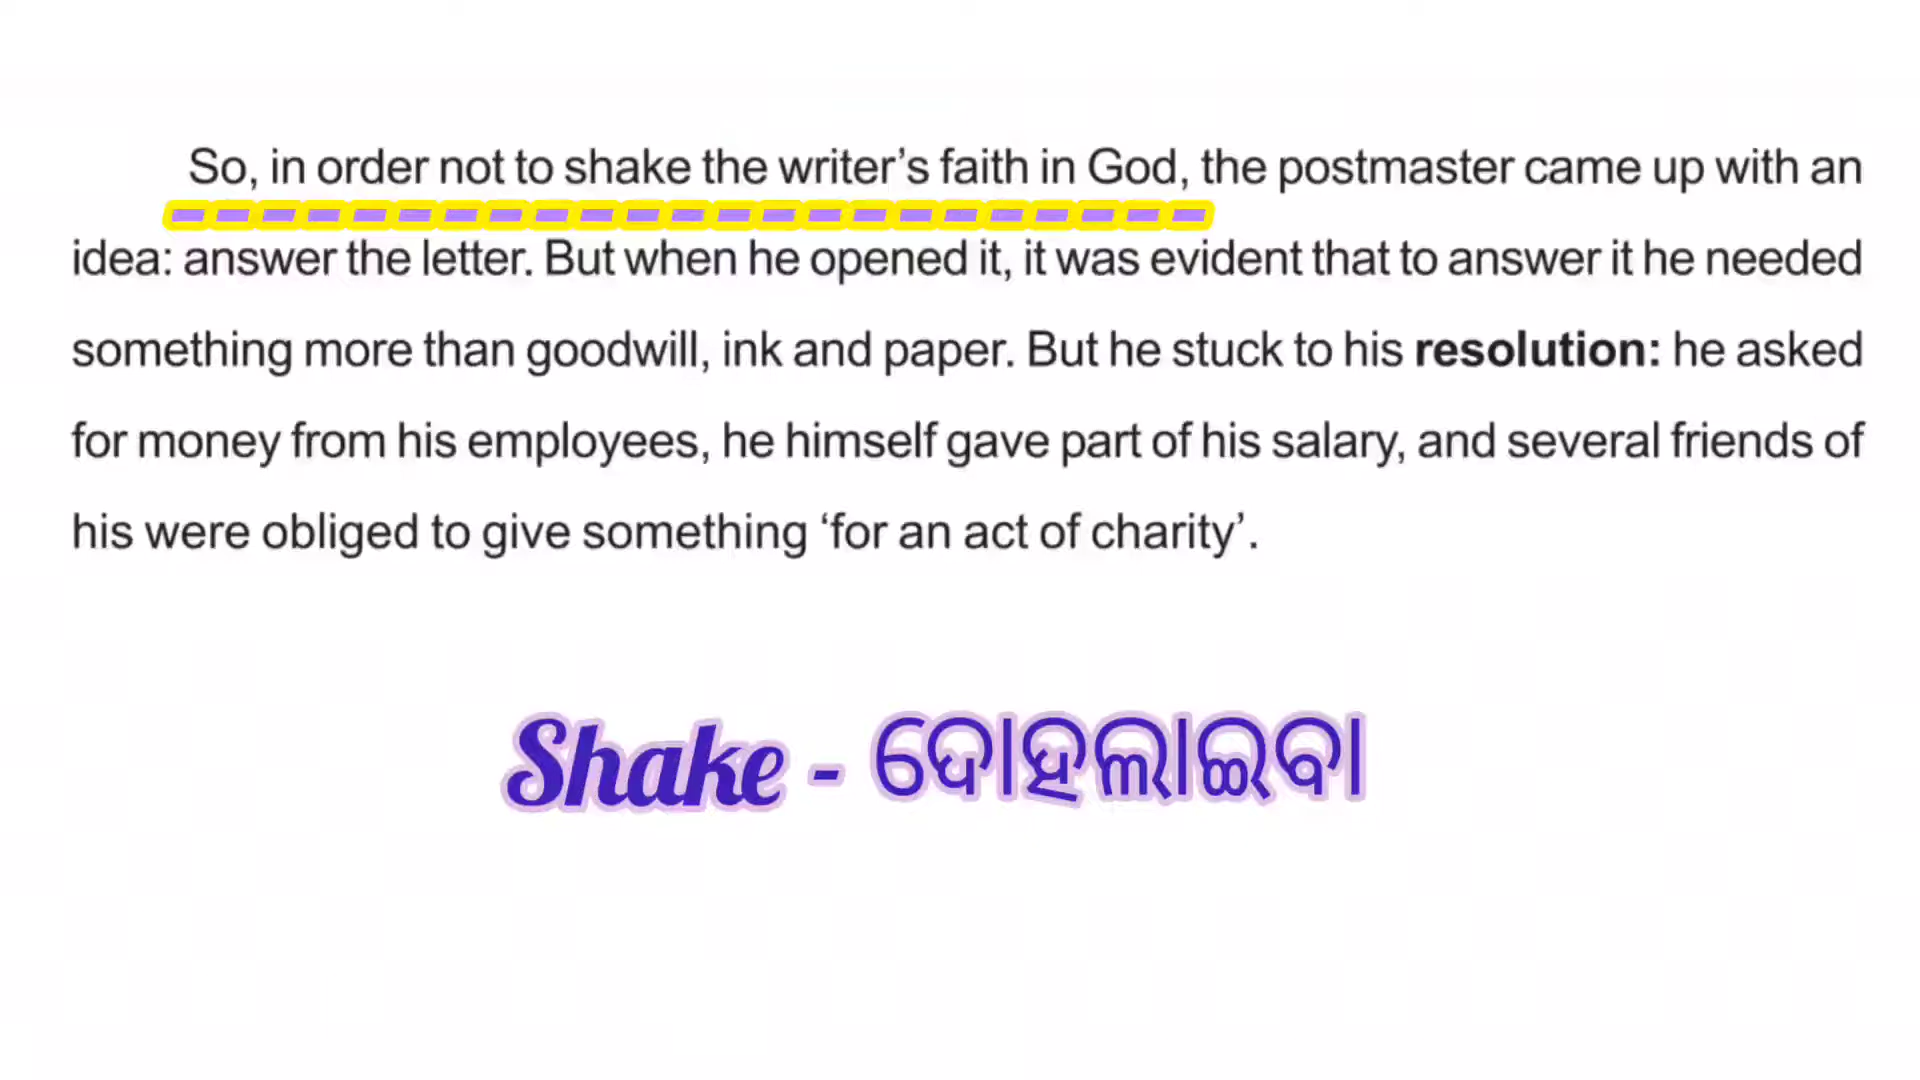 So, in order not to shake the writer’s faith in God, the postmaster came up with an
idea: answer the letter. But when he opened it, it was evident that to answer it he needed
something more than goodwill, ink and paper. But he stuck to his resolution: he asked
for money from his employees, he himself gave part of his salary, and several friends of
his were obliged to give something ‘for an act of charity’.
Shake - ଦୋହଲାଇବା